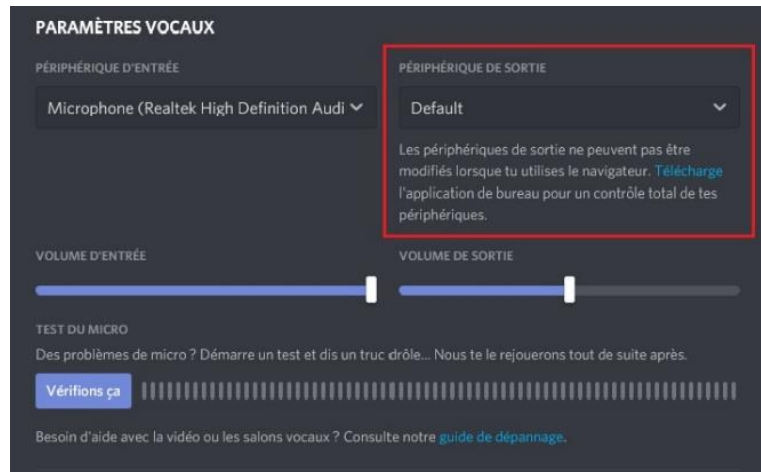 PARAMÈTRES VOCAUX
PÉRIPHÉRIQUE D'ENTRÉE
Microphone (Realtek High Definition Audi
PÉRIPHÉRIQUE DE SORTIE
Default
Les périphériques de sortie ne peuvent pas être
modifiés lorsque tu utilises le navigateur. Télécharge
l'application de bureau pour un contrôle total de tes
périphériques.
VOLUME D'ENTRÉE
VOLUME DE SORTIE
TEST DU MICRO
Des problèmes de micro ? Démarre un test et dis un truc drôle... Nous te le rejouerons tout de suite après.
Vérifions ça
Besoin d'aide avec la vidéo ou les salons vocaux ? Consulte notre guide de dépannage.